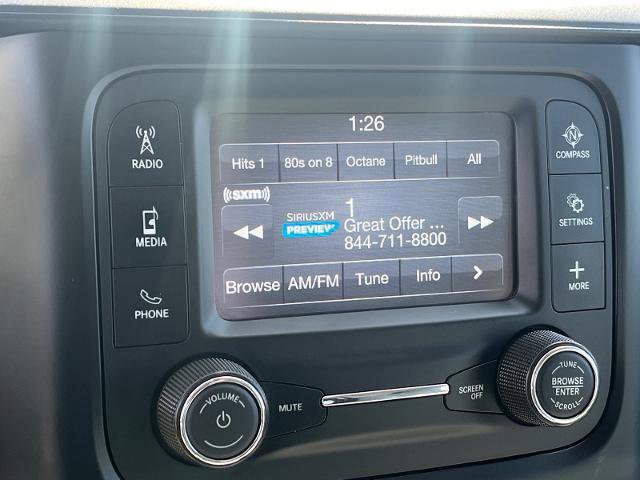 1:26
Hits 1 80s on 8 Octane Pitbull All
((sxm))
1
SIRIUSXM Great Offer ...
PREVIEW 844-711-8800
Browse AM/FM Tune Info >
RADIO
MEDIA
PHONE
COMPASS
SETTINGS
+
MORE
VOLUME
MUTE
SCREEN
OFF
TUNE
BROWSE
ENTER
SCROLL